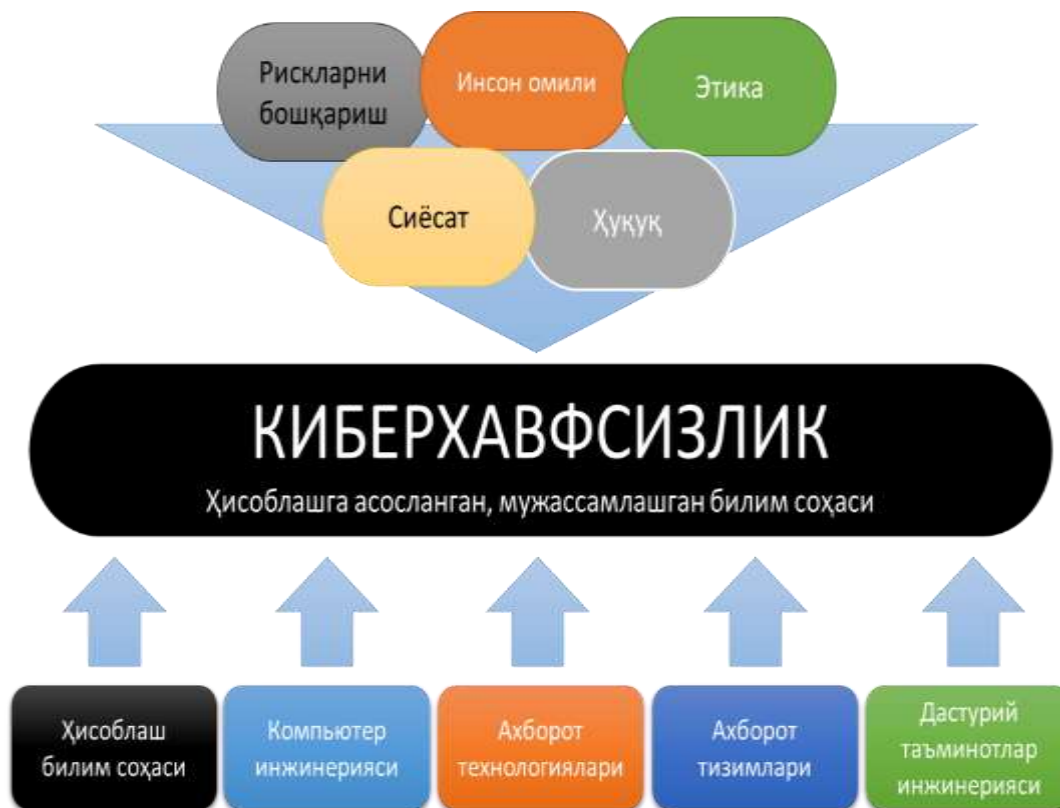 Рискларни
бошқариш
Инсон омили
Этика
Сиёсат
Ҳуқуқ
КИБЕРХАВФСИЗЛИК
Ҳисоблашга асосланган, мужассамлашган билим соҳаси
Ҳисоблаш
билим соҳаси
Компьютер
инжинерияси
Ахборот
технологиялари
Ахборот
тизимлари
Дастурий
таъминотлар
инжинерияси